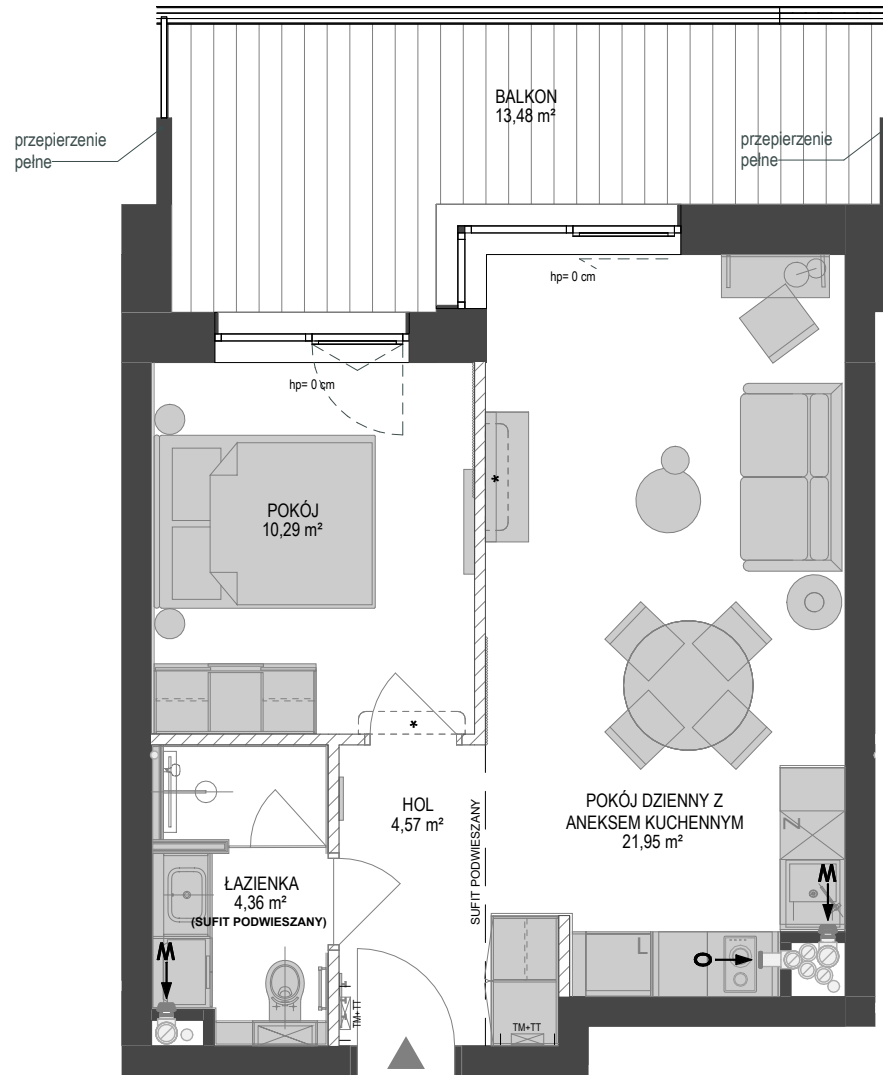 BALKON
13,48 m²
przepierzenie
pełne
przepierzenie
pełne
hp= 0 cm
hp= 0 cm
*
POKÓJ
10,29 m²
*
HOL
4,57 m²
POKÓJ DZIENNY Z
ANEKSEM KUCHENNYM
21,95 m²
SUFIT PODWIESZANY
Z
ŁAZIENKA
4,36 m²
(SUFIT PODWIESZANY)
M
M
L
O
TM+TT
TM+TT